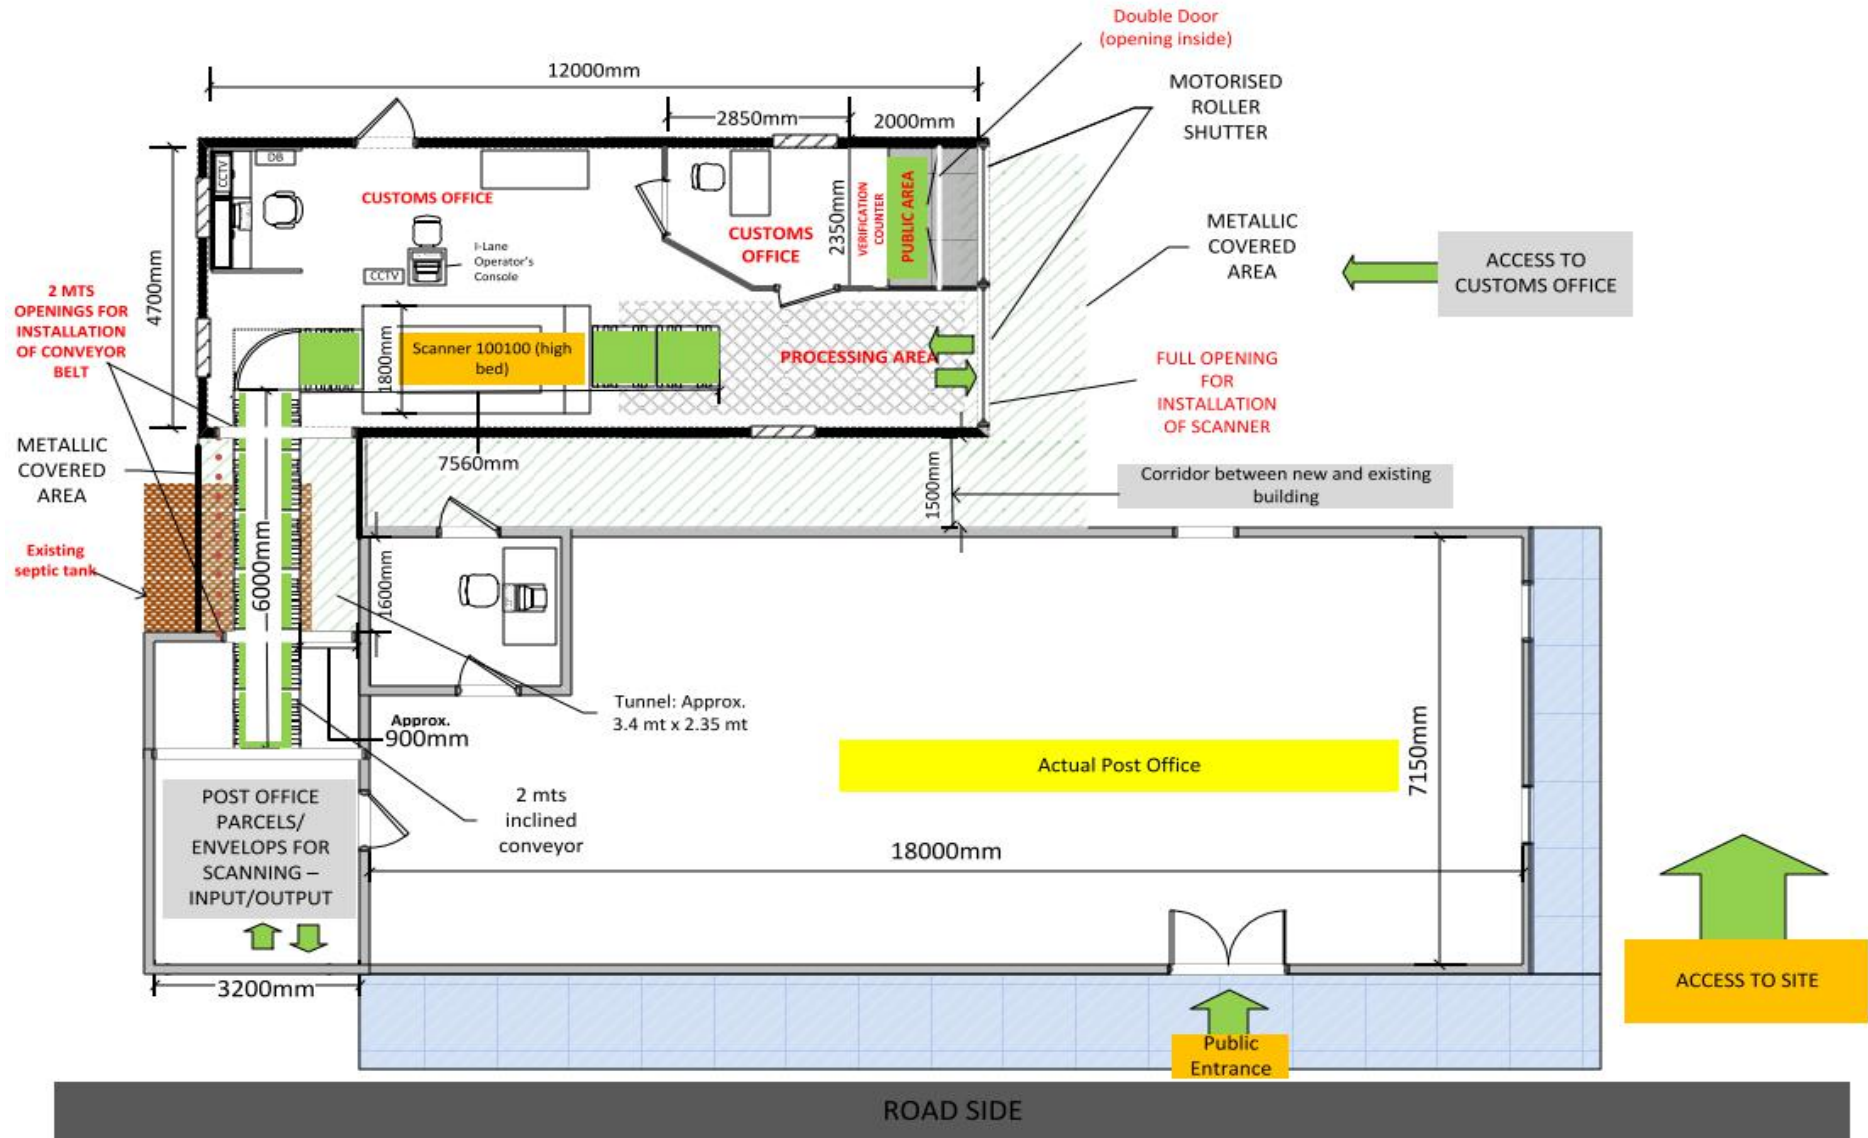 Double Door
(opening inside)
12000mm
MOTORISED
ROLLER
SHUTTER
2850mm
2000mm
CCTV
DB
CUSTOMS OFFICE
I-Lane
Operator's
Console
CCTV
CUSTOMS
OFFICE
2350mm
VERIFICATION
COUNTER
PUBLIC AREA
METALLIC
COVERED
AREA
ACCESS TO
CUSTOMS OFFICE
4700mm
2 MTS
OPENINGS FOR
INSTALLATION
OF CONVEYOR
BELT
1800mm
Scanner 100100 (high
bed)
PROCESSING AREA
FULL OPENING
FOR
INSTALLATION
OF SCANNER
METALLIC
COVERED
AREA
7560mm
1500mm
Corridor between new and existing
building
Existing
septic tank
6000mm
1600mm
Tunnel: Approx.
3.4 mt x 2.35 mt
Approx.
900mm
Actual Post Office
7150mm
POST OFFICE
PARCELS/
ENVELOPS FOR
SCANNING –
INPUT/OUTPUT
2 mts
inclined
conveyor
18000mm
3200mm
ACCESS TO SITE
Public
Entrance
ROAD SIDE